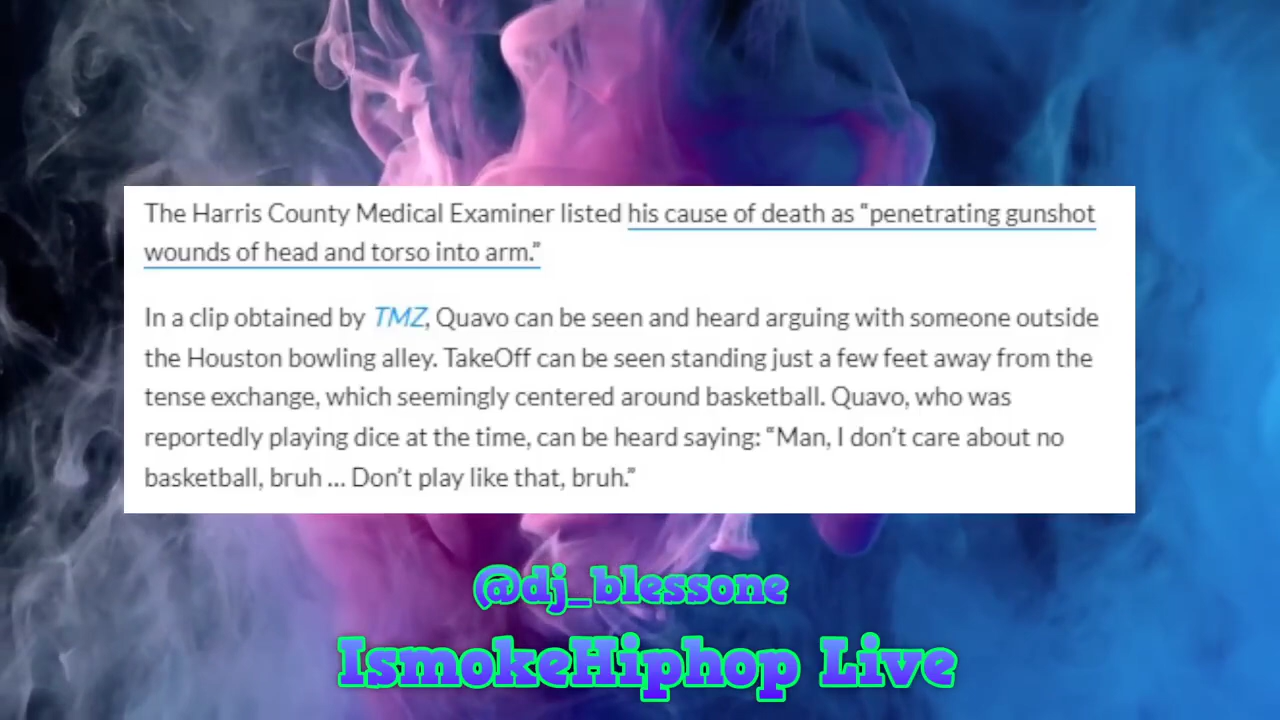 The Harris County Medical Examiner listed his cause of death as “penetrating gunshot
wounds of head and torso into arm.”
In a clip obtained by TMZ, Quavo can be seen and heard arguing with someone outside
the Houston bowling alley. TakeOff can be seen standing just a few feet away from the
tense exchange, which seemingly centered around basketball. Quavo, who was
reportedly playing dice at the time, can be heard saying: “Man, I don’t care about no
basketball, bruh ... Don’t play like that, bruh.”
@dj_blessone
IsmokeHiphop Live